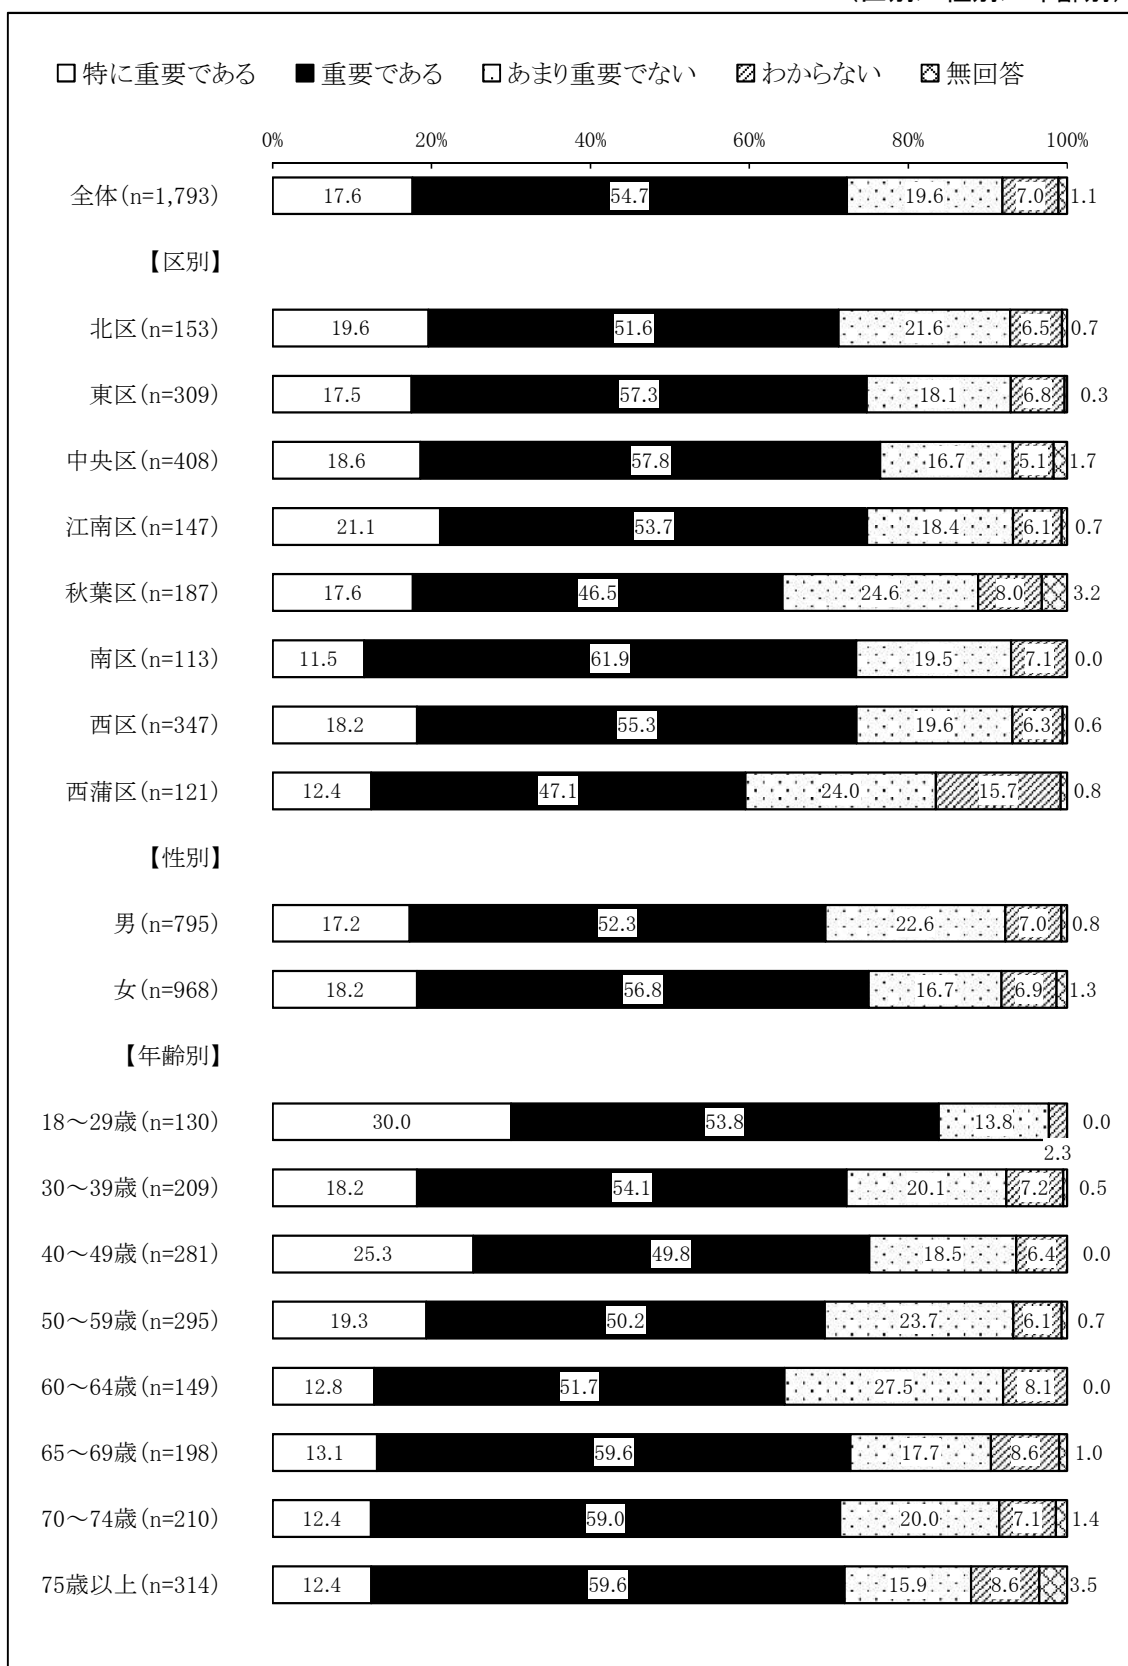 □特に重要である ■重要である □あまり重要でない □わからない □無回答
0% 20% 40% 60% 80% 100%
全体(n=1,793) 17.6 54.7 19.6 7.0 1.1
【区別】
北区(n=153) 19.6 51.6 21.6 6.5 0.7
東区(n=309) 17.5 57.3 18.1 6.8 0.3
中央区(n=408) 18.6 57.8 16.7 5.1 1.7
江南区(n=147) 21.1 53.7 18.4 6.1 0.7
秋葉区(n=187) 17.6 46.5 24.6 8.0 3.2
南区(n=113) 11.5 61.9 19.5 7.1 0.0
西区(n=347) 18.2 55.3 19.6 6.3 0.6
西蒲区(n=121) 12.4 47.1 24.0 15.7 0.8
【性別】
男(n=795) 17.2 52.3 22.6 7.0 0.8
女(n=968) 18.2 56.8 16.7 6.9 1.3
【年齢別】
18～29歳(n=130) 30.0 53.8 13.8 0.0
2.3
30～39歳(n=209) 18.2 54.1 20.1 7.2 0.5
40～49歳(n=281) 25.3 49.8 18.5 6.4 0.0
50～59歳(n=295) 19.3 50.2 23.7 6.1 0.7
60～64歳(n=149) 12.8 51.7 27.5 8.1 0.0
65～69歳(n=198) 13.1 59.6 17.7 8.6 1.0
70～74歳(n=210) 12.4 59.0 20.0 7.1 1.4
75歳以上(n=314) 12.4 59.6 15.9 8.6 3.5